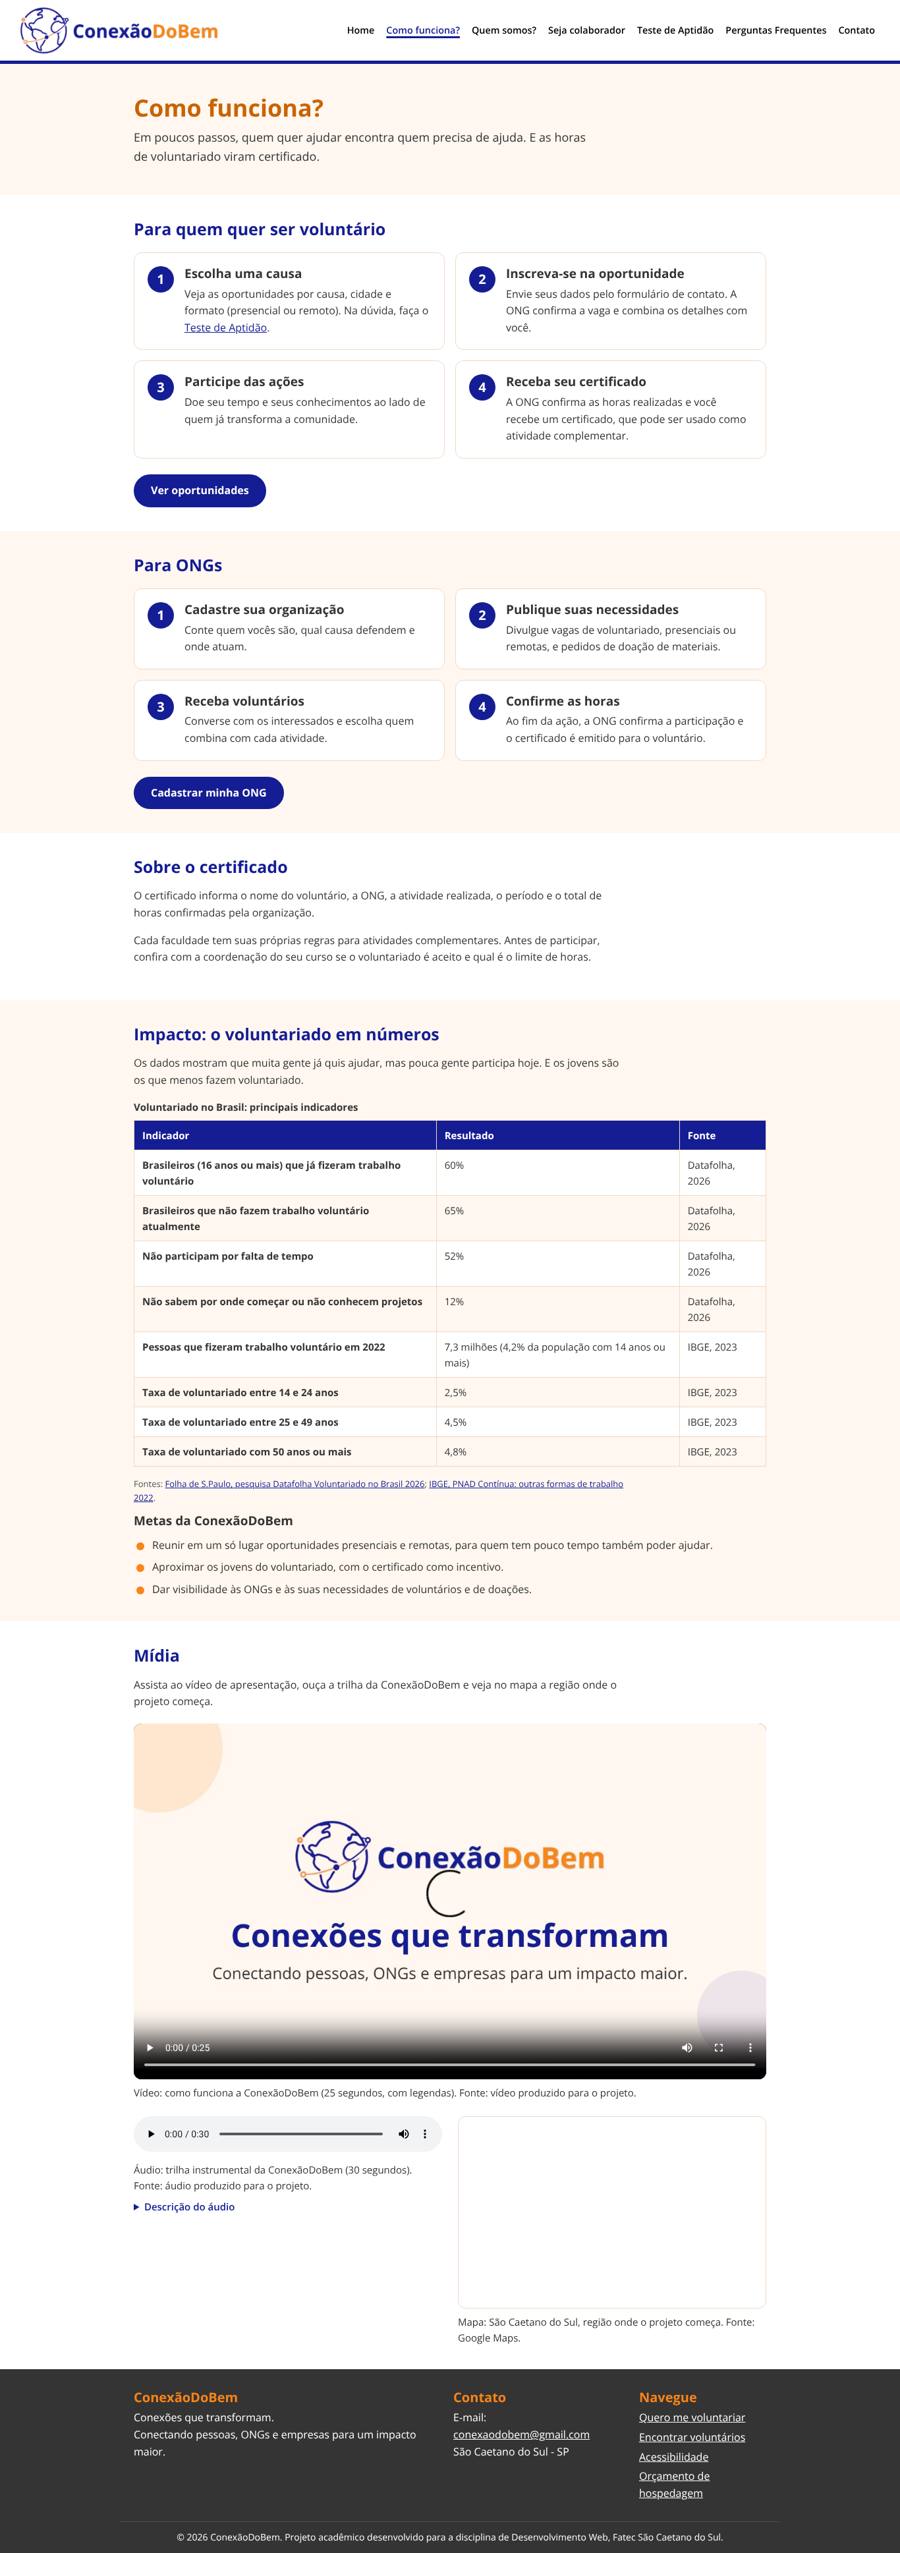 ConexãoDoBem
Home Como funciona? Quem somos? Seja colaborador Teste de Aptidão Perguntas Frequentes Contato
Como funciona?
Em poucos passos, quem quer ajudar encontra quem precisa de ajuda. E as horas
de voluntariado viram certificado.
Para quem quer ser voluntário
1
Escolha uma causa
Veja as oportunidades por causa, cidade e
formato (presencial ou remoto). Na dúvida, faça o
Teste de Aptidão.
2
Inscreva-se na oportunidade
Envie seus dados pelo formulário de contato. A
ONG confirma a vaga e combina os detalhes com
você.
3
Participe das ações
Doe seu tempo e seus conhecimentos ao lado de
quem já transforma a comunidade.
4
Receba seu certificado
A ONG confirma as horas realizadas e você
recebe um certificado, que pode ser usado como
atividade complementar.
Ver oportunidades
Para ONGs
1
Cadastre sua organização
Conte quem vocês são, qual causa defendem e
onde atuam.
2
Publique suas necessidades
Divulgue vagas de voluntariado, presenciais ou
remotas, e pedidos de doação de materiais.
3
Receba voluntários
Converse com os interessados e escolha quem
combina com cada atividade.
4
Confirme as horas
Ao fim da ação, a ONG confirma a participação e
o certificado é emitido para o voluntário.
Cadastrar minha ONG
Sobre o certificado
O certificado informa o nome do voluntário, a ONG, a atividade realizada, o período e o total de
horas confirmadas pela organização.
Cada faculdade tem suas próprias regras para atividades complementares. Antes de participar,
confira com a coordenação do seu curso se o voluntariado é aceito e qual é o limite de horas.
Impacto: o voluntariado em números
Os dados mostram que muita gente já quis ajudar, mas pouca gente participa hoje. E os jovens são
os que menos fazem voluntariado.
Voluntariado no Brasil: principais indicadores
Indicador Resultado Fonte
Brasileiros (16 anos ou mais) que já fizeram trabalho
voluntário
60%
Datafolha,
2026
Brasileiros que não fazem trabalho voluntário
atualmente
65%
Datafolha,
2026
Não participam por falta de tempo
52%
Datafolha,
2026
Não sabem por onde começar ou não conhecem projetos
12%
Datafolha,
2026
Pessoas que fizeram trabalho voluntário em 2022
7,3 milhões (4,2% da população com 14 anos ou
mais)
IBGE, 2023
Taxa de voluntariado entre 14 e 24 anos 2,5% IBGE, 2023
Taxa de voluntariado entre 25 e 49 anos 4,5% IBGE, 2023
Taxa de voluntariado com 50 anos ou mais 4,8% IBGE, 2023
Fontes: Folha de S.Paulo, pesquisa Datafolha Voluntariado no Brasil 2026; IBGE, PNAD Contínua: outras formas de trabalho
2022.
Metas da ConexãoDoBem
Reunir em um só lugar oportunidades presenciais e remotas, para quem tem pouco tempo também poder ajudar.
Aproximar os jovens do voluntariado, com o certificado como incentivo.
Dar visibilidade às ONGs e às suas necessidades de voluntários e de doações.
Mídia
Assista ao vídeo de apresentação, ouça a trilha da ConexãoDoBem e veja no mapa a região onde o
projeto começa.
ConexãoDoBem
Conexões que transformam
Conectando pessoas, ONGs e empresas para um impacto maior.
0:00 / 0:25
Vídeo: como funciona a ConexãoDoBem (25 segundos, com legendas). Fonte: vídeo produzido para o projeto.
0:00 / 0:30
Áudio: trilha instrumental da ConexãoDoBem (30 segundos).
Fonte: áudio produzido para o projeto.
Descrição do áudio
Mapa: São Caetano do Sul, região onde o projeto começa. Fonte:
Google Maps.
ConexãoDoBem
Conexões que transformam.
Conectando pessoas, ONGs e empresas para um impacto
maior.
Contato
E-mail:
conexaodobem@gmail.com
São Caetano do Sul - SP
Navegue
Quero me voluntariar
Encontrar voluntários
Acessibilidade
Orçamento de
hospedagem
© 2026 ConexãoDoBem. Projeto acadêmico desenvolvido para a disciplina de Desenvolvimento Web, Fatec São Caetano do Sul.